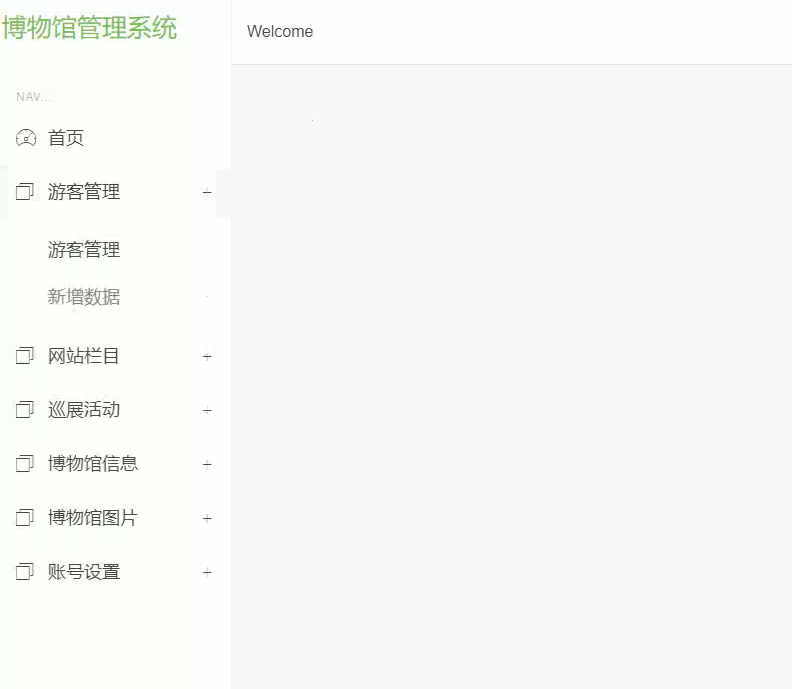 博物馆管理系统
Welcome
NAV...
首页
游客管理
游客管理
新增数据
网站栏目
巡展活动
博物馆信息
博物馆图片
账号设置